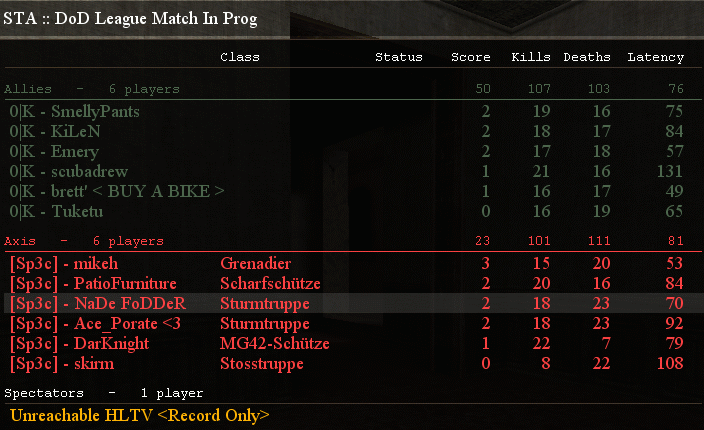 STA :: DoD League Match In Prog
Class Status Score Kills Deaths Latency
Allies - 6 players 50 107 103 76
0|K - SmellyPants 2 19 16 75
0|K - KiLeN 2 18 17 84
0|K - Emery 2 17 18 57
0|K - scubadrew 1 21 16 131
0|K - brett' < BUY A BIKE > 1 16 17 49
0|K - Tuketu 0 16 19 65
Axis - 6 players 23 101 111 81
[Sp3c] - mikeh Grenadier 3 15 20 53
[Sp3c] - PatioFurniture Scharfschütze 2 20 16 84
[Sp3c] - NaDe FoDDeR Sturmtruppe 2 18 23 70
[Sp3c] - Ace_Porate <3 Sturmtruppe 2 18 23 92
[Sp3c] - DarKnight MG42-Schütze 1 22 7 79
[Sp3c] - skirm Stosstruppe 0 8 22 108
Spectators - 1 player
Unreachable HLTV <Record Only>